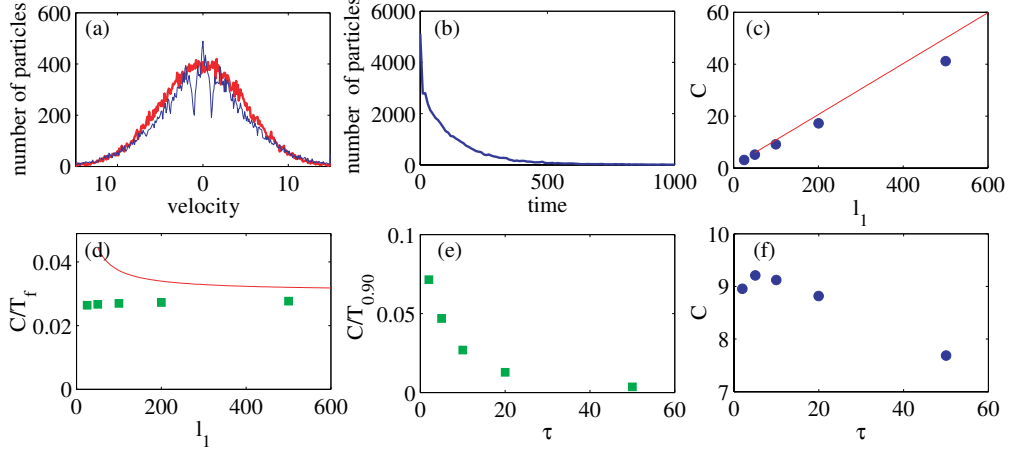 (a)
number of particles
600
400
200
0
10
0
10
velocity
(b)
number of particles
6000
4000
2000
0
0
500
1000
time
(c)
C
60
40
20
0
0
200
400
600
l₁
(d)
C/T_f
0.04
0.02
0
0
200
400
600
l₁
(e)
C/T_0.90
0.1
0.05
0
0
20
40
60
τ
(f)
C
10
9
8
7
0
20
40
60
τ